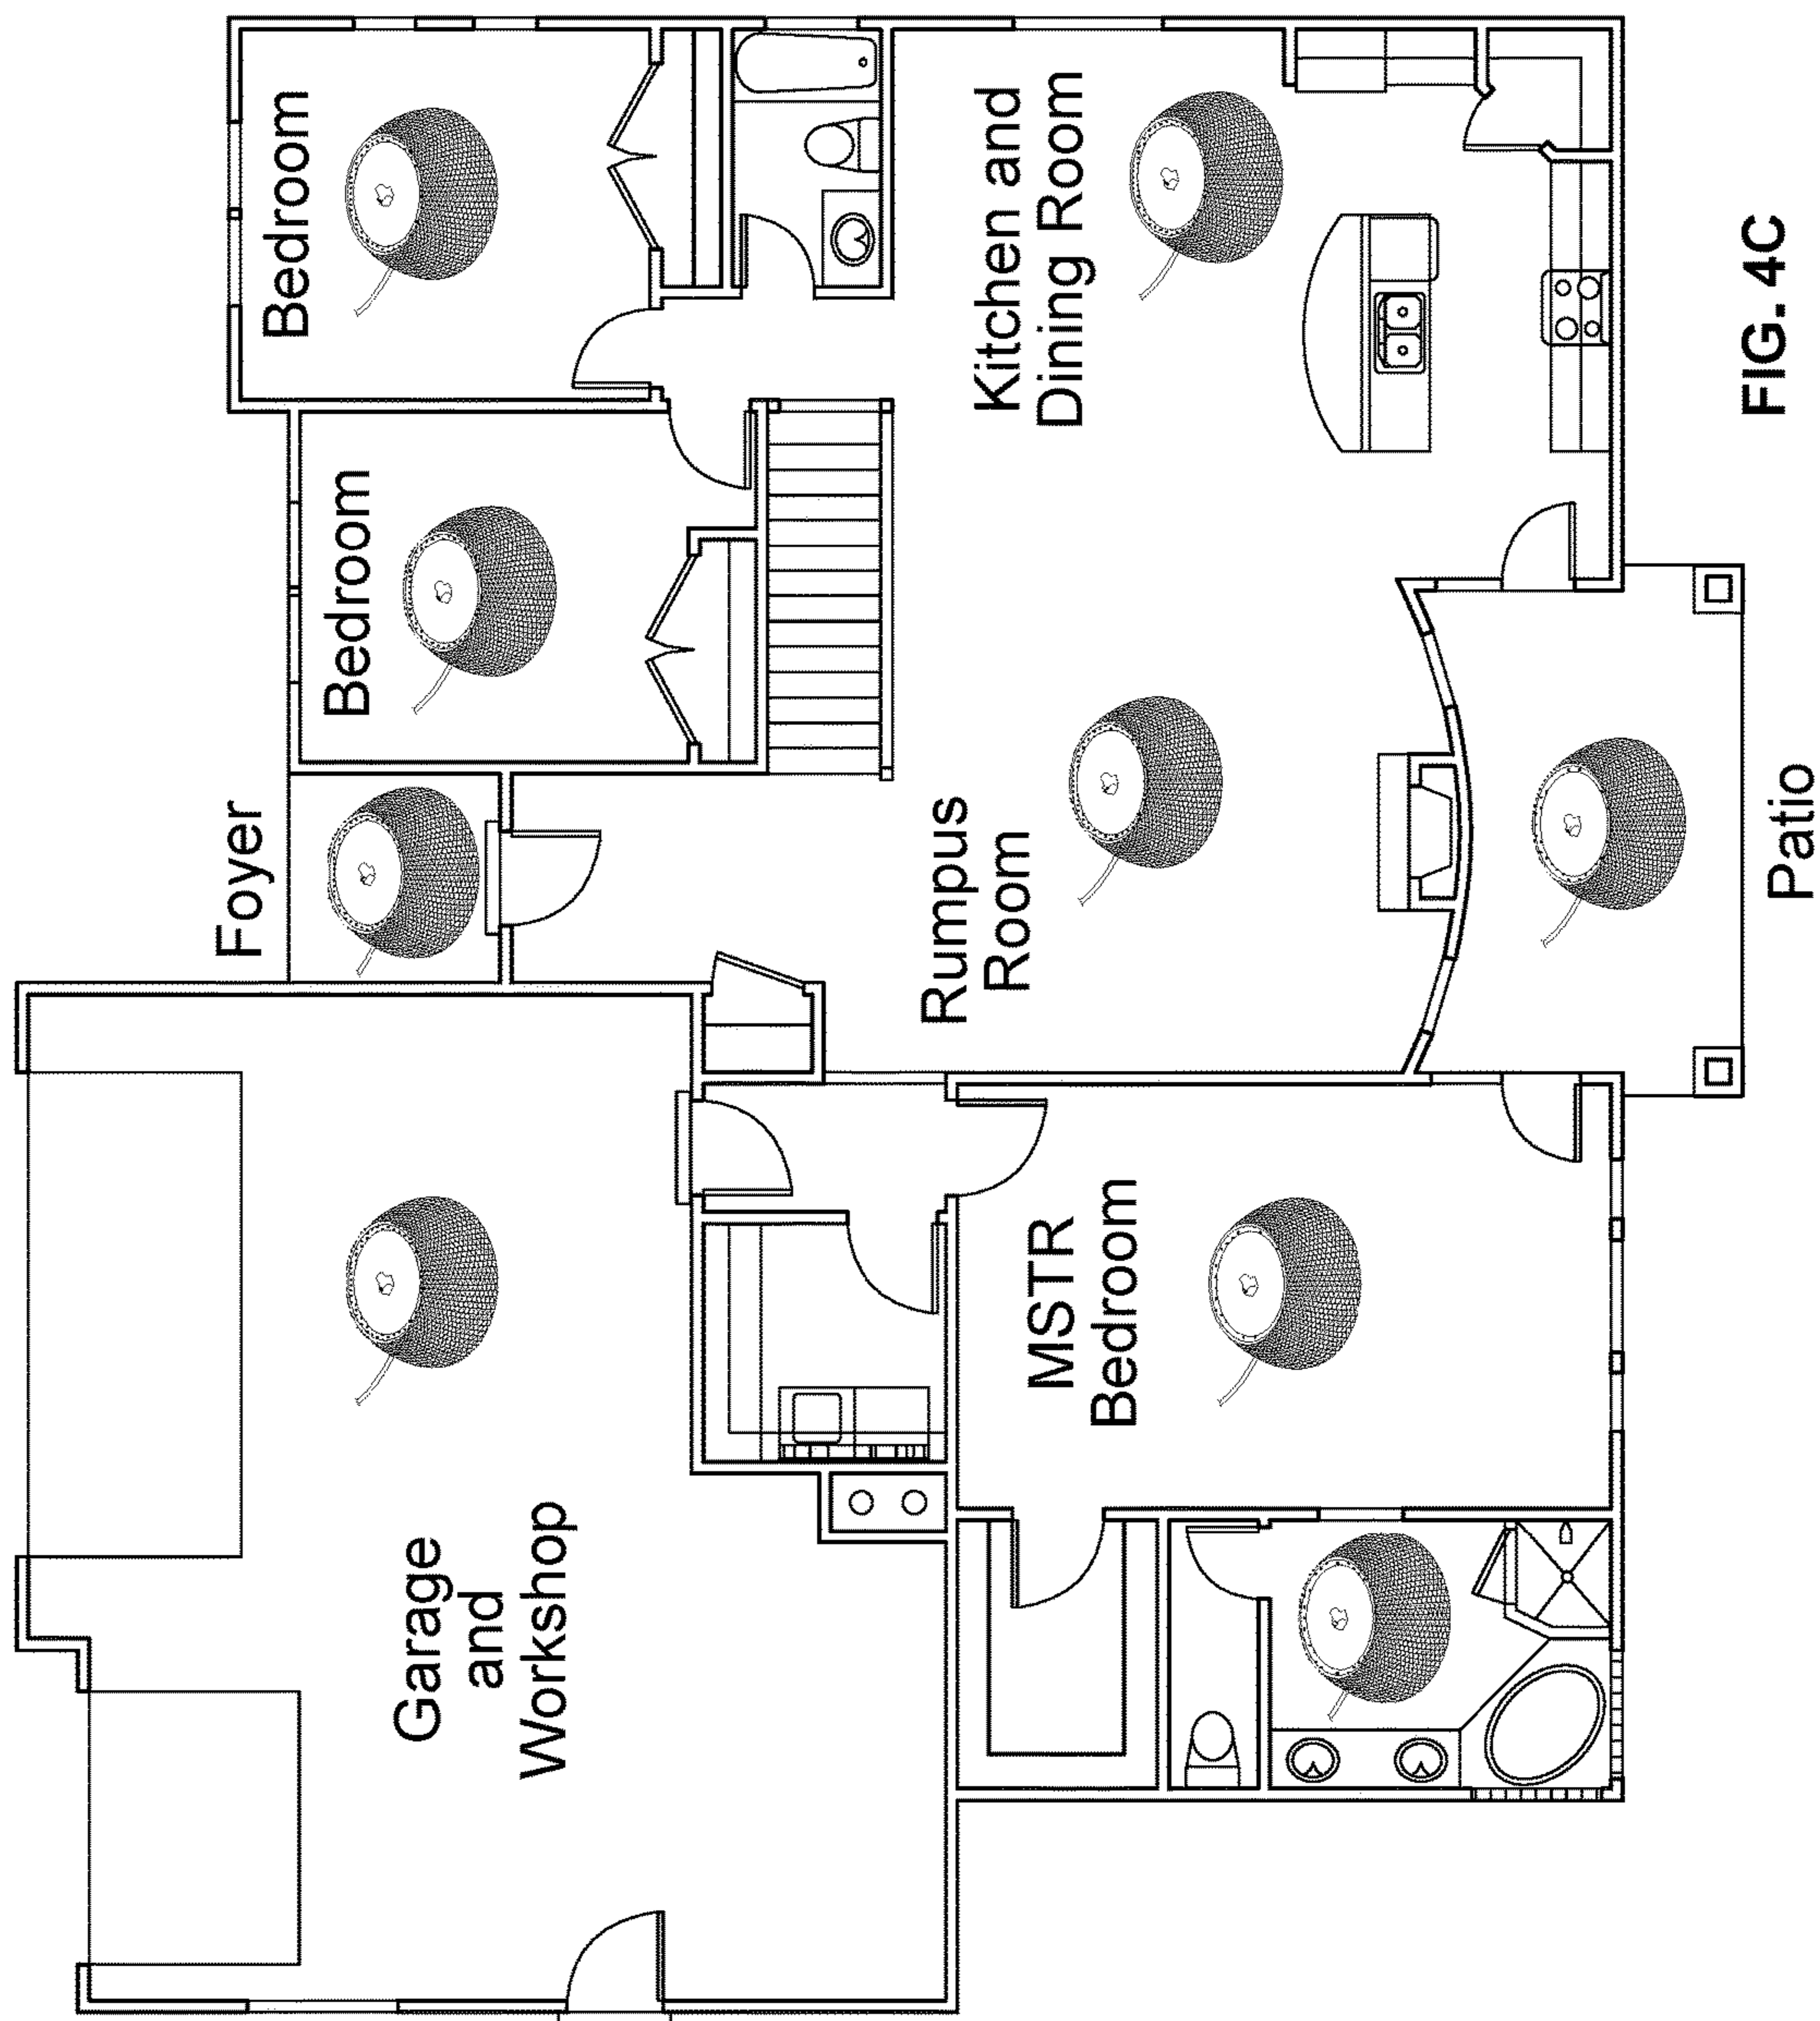 Patio
Rumpus
Room
Foyer
Kitchen and
Dining Room
Bedroom
Bedroom
MSTR
Bedroom
Garage
and
Workshop
FIG. 4C